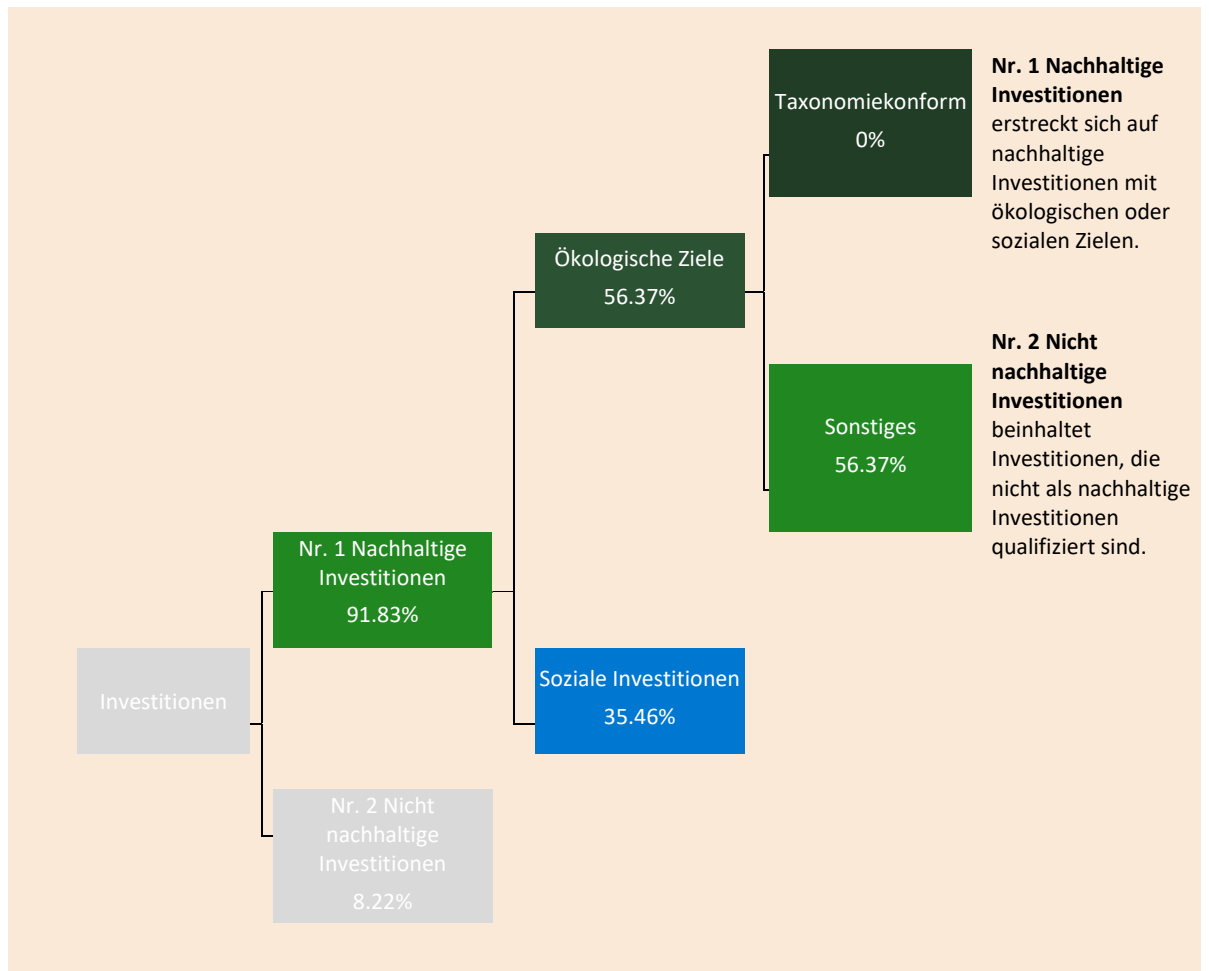 Taxonomiekonform
0%
Nr. 1 Nachhaltige
Investitionen
erstreckt sich auf
nachhaltige
Investitionen mit
ökologischen oder
sozialen Zielen.
Ökologische Ziele
56.37%
Sonstiges
56.37%
Nr. 2 Nicht
nachhaltige
Investitionen
beinhaltet
Investitionen, die
nicht als nachhaltige
Investitionen
qualifiziert sind.
Nr. 1 Nachhaltige
Investitionen
91.83%
Investitionen
Soziale Investitionen
35.46%
Nr. 2 Nicht
nachhaltige
Investitionen
8.22%